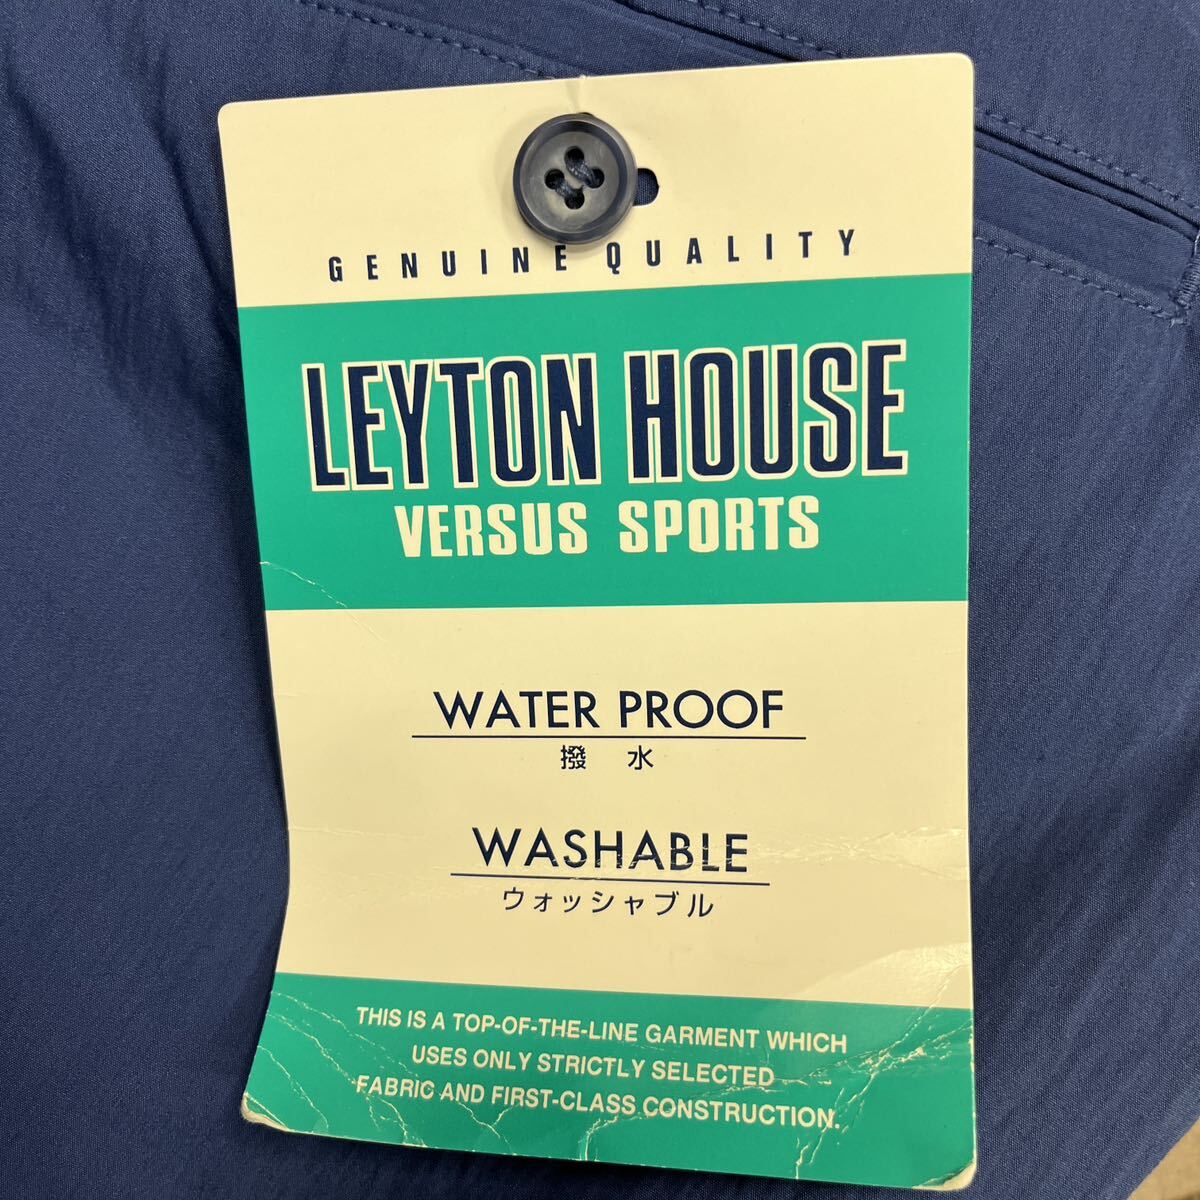 GENUINE QUALITY
LEYTON HOUSE
VERSUS SPORTS
WATER PROOF
撥 水
WASHABLE
ウォッシャブル
THIS IS A TOP-OF-THE-LINE GARMENT WHICH
USES ONLY STRICTLY SELECTED
FABRIC AND FIRST-CLASS CONSTRUCTION.